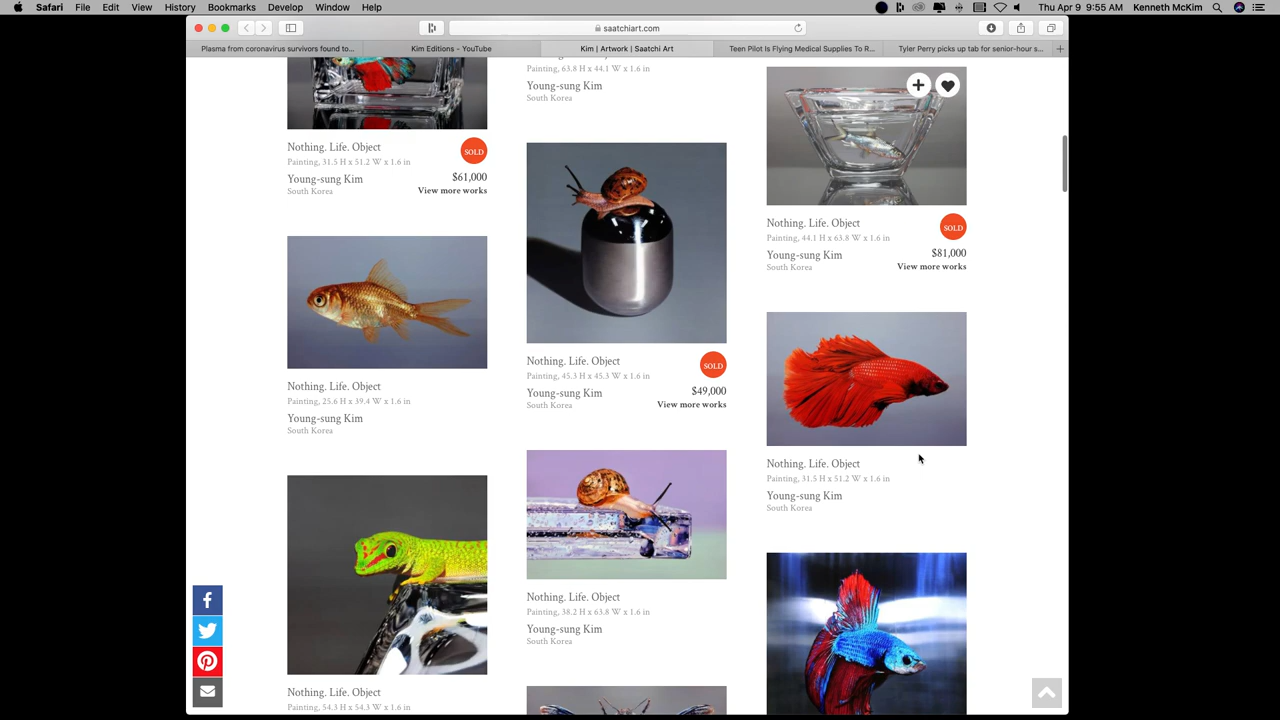 Safari File Edit View History Bookmarks Develop Window Help Thu Apr 9 9:55 AM Kenneth McKim
saatchiart.com
Plasma from coronavirus survivors found to... Kim Editions - YouTube Kim | Artwork | Saatchi Art Teen Pilot Is Flying Medical Supplies To R... Tyler Perry picks up tab for senior-hour s...
Nothing. Life. Object
SOLD
Painting, 31.5 H x 51.2 W x 1.6 in
Young-sung Kim $61,000
South Korea View more works
Nothing. Life. Object
Painting, 25.6 H x 39.4 W x 1.6 in
Young-sung Kim
South Korea
Nothing. Life. Object
Painting, 54.3 H x 54.3 W x 1.6 in
Painting, 63.8 H x 44.1 W x 1.6 in
Young-sung Kim
South Korea
Nothing. Life. Object
SOLD
Painting, 45.3 H x 45.3 W x 1.6 in
Young-sung Kim $49,000
South Korea View more works
Nothing. Life. Object
Painting, 38.2 H x 63.8 W x 1.6 in
Young-sung Kim
South Korea
Nothing. Life. Object
SOLD
Painting, 44.1 H x 63.8 W x 1.6 in
Young-sung Kim $81,000
South Korea View more works
Nothing. Life. Object
Painting, 31.5 H x 51.2 W x 1.6 in
Young-sung Kim
South Korea